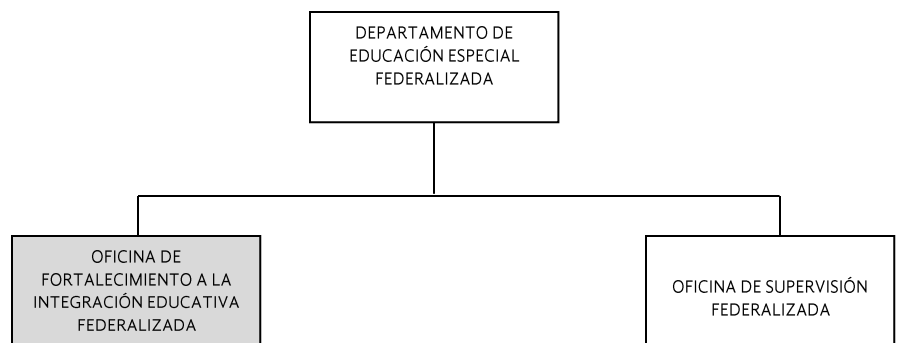 DEPARTAMENTO DE
EDUCACIÓN ESPECIAL
FEDERALIZADA
OFICINA DE
FORTALECIMIENTO A LA
INTEGRACIÓN EDUCATIVA
FEDERALIZADA
OFICINA DE SUPERVISIÓN
FEDERALIZADA